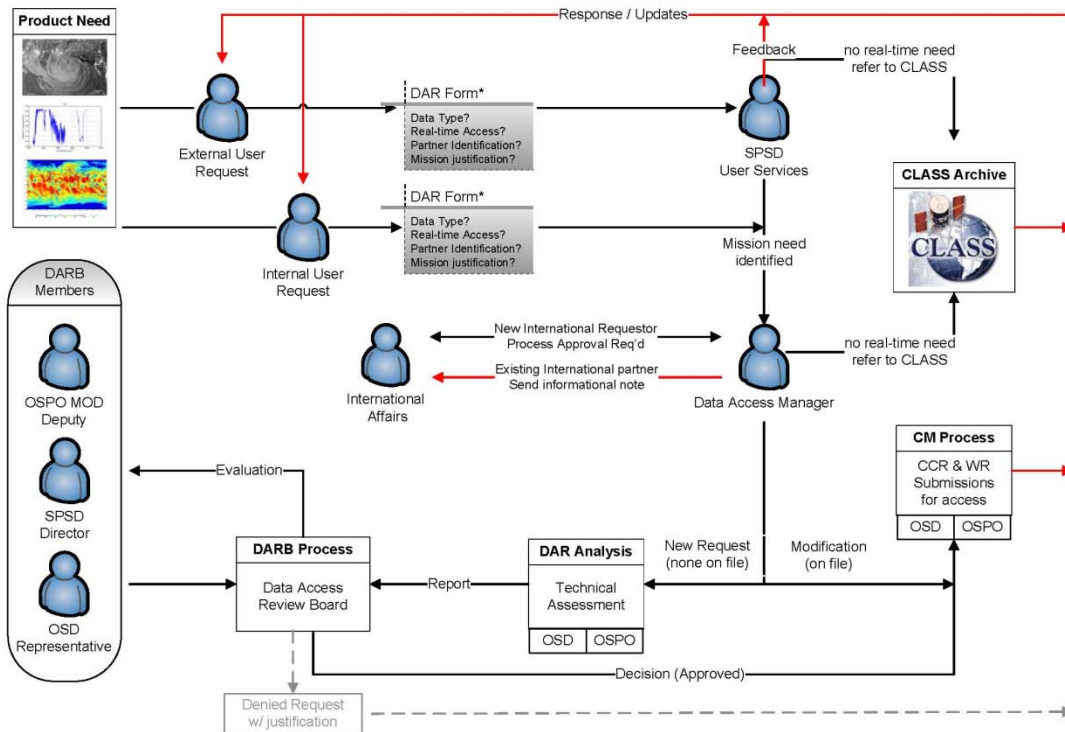 Product Need
Response / Updates
Feedback
no real-time need
refer to CLASS
External User
Request
DAR Form*
Data Type?
Real-time Access?
Partner Identification?
Mission justification?
SPSD
User Services
Internal User
Request
DAR Form*
Data Type?
Real-time Access?
Partner Identification?
Mission justification?
Mission need
identified
CLASS Archive
CLASS
DARB
Members
OSPO MOD
Deputy
SPSD
Director
OSD
Representative
International
Affairs
New International Requestor
Process Approval Req'd
Existing International partner
Send informational note
Data Access Manager
no real-time need
refer to CLASS
CM Process
CCR & WR
Submissions
for access
OSD
OSPO
Evaluation
DARB Process
Data Access
Review Board
Report
DAR Analysis
Technical
Assessment
OSD
OSPO
New Request
(none on file)
Modification
(on file)
Decision (Approved)
Denied Request
w/ justification